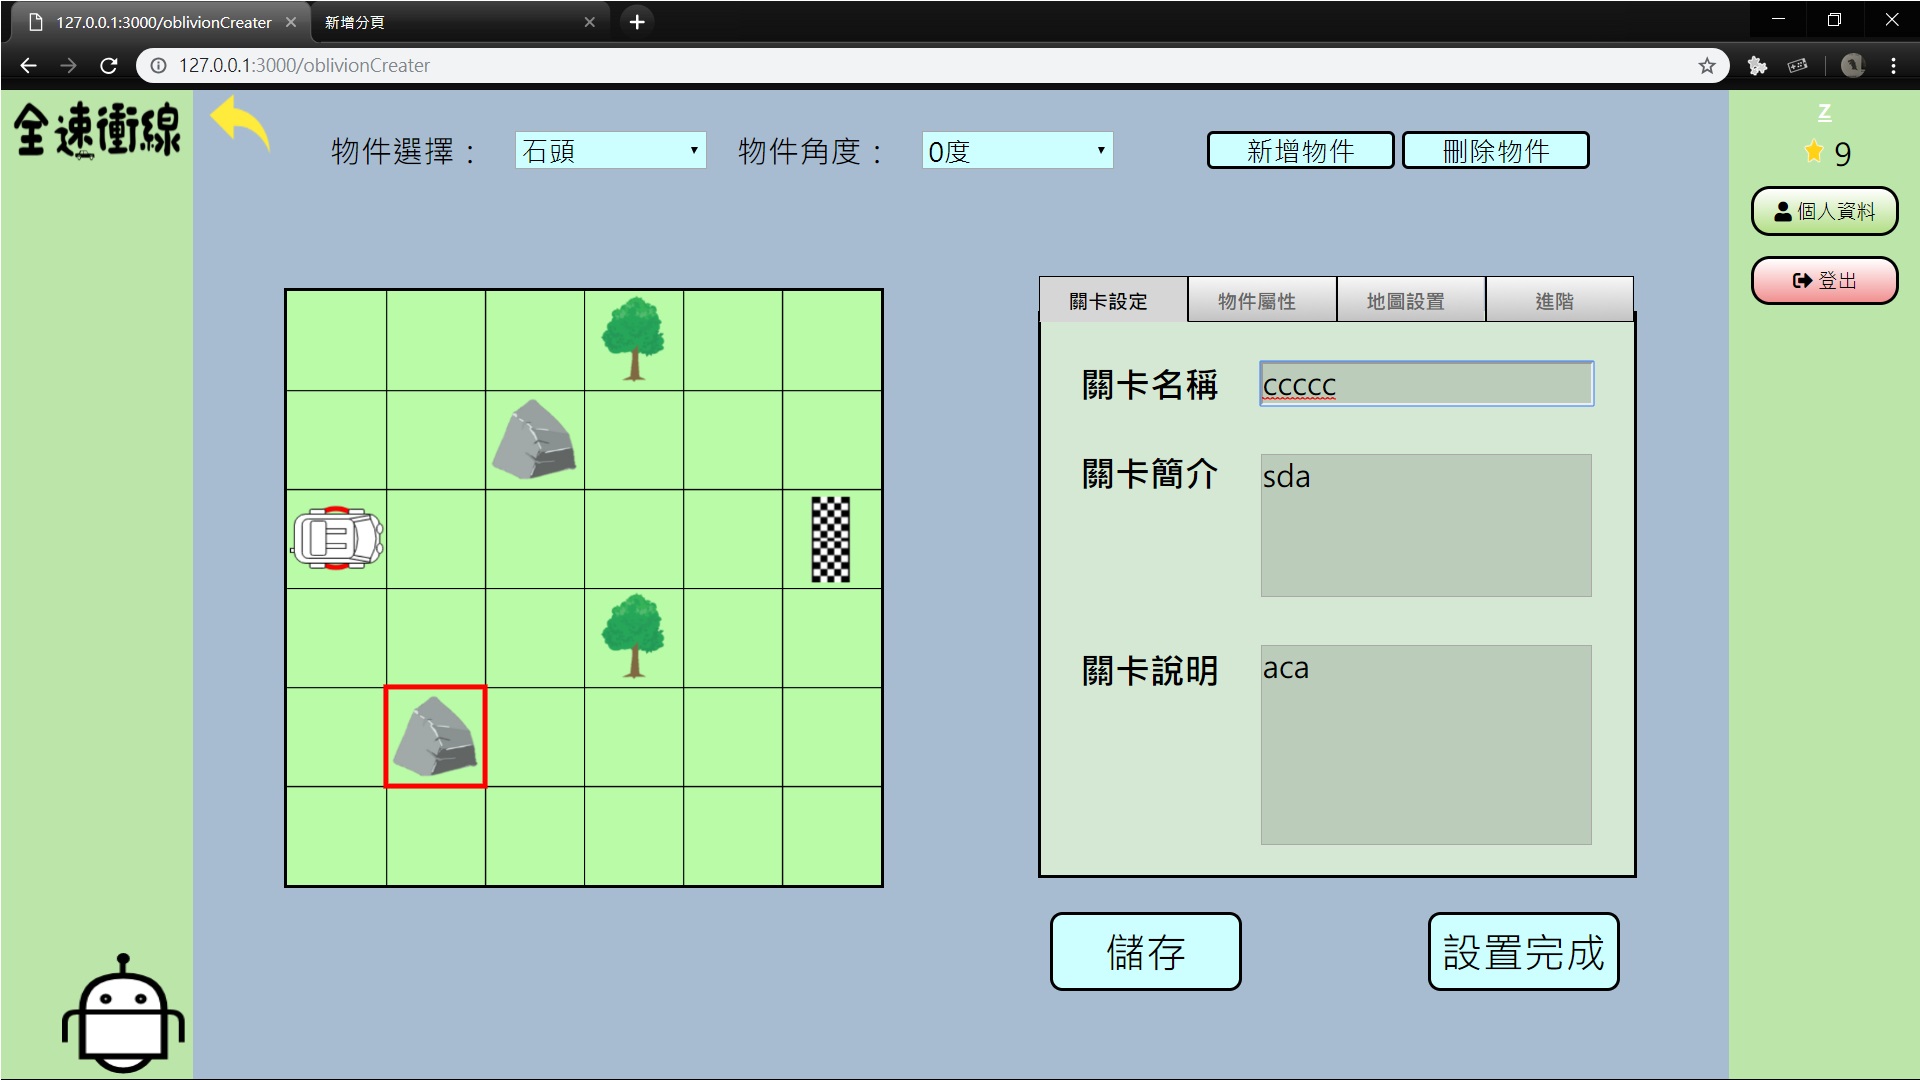 127.0.0.1:3000/oblivionCreater
新增分頁
127.0.0.1:3000/oblivionCreater
全速衝線
物件選擇：
石頭
物件角度：
0度
新增物件
刪除物件
Z
9
個人資料
登出
關卡設定
物件屬性
地圖設置
進階
關卡名稱
ccccc
關卡簡介
sda
關卡說明
aca
儲存
設置完成